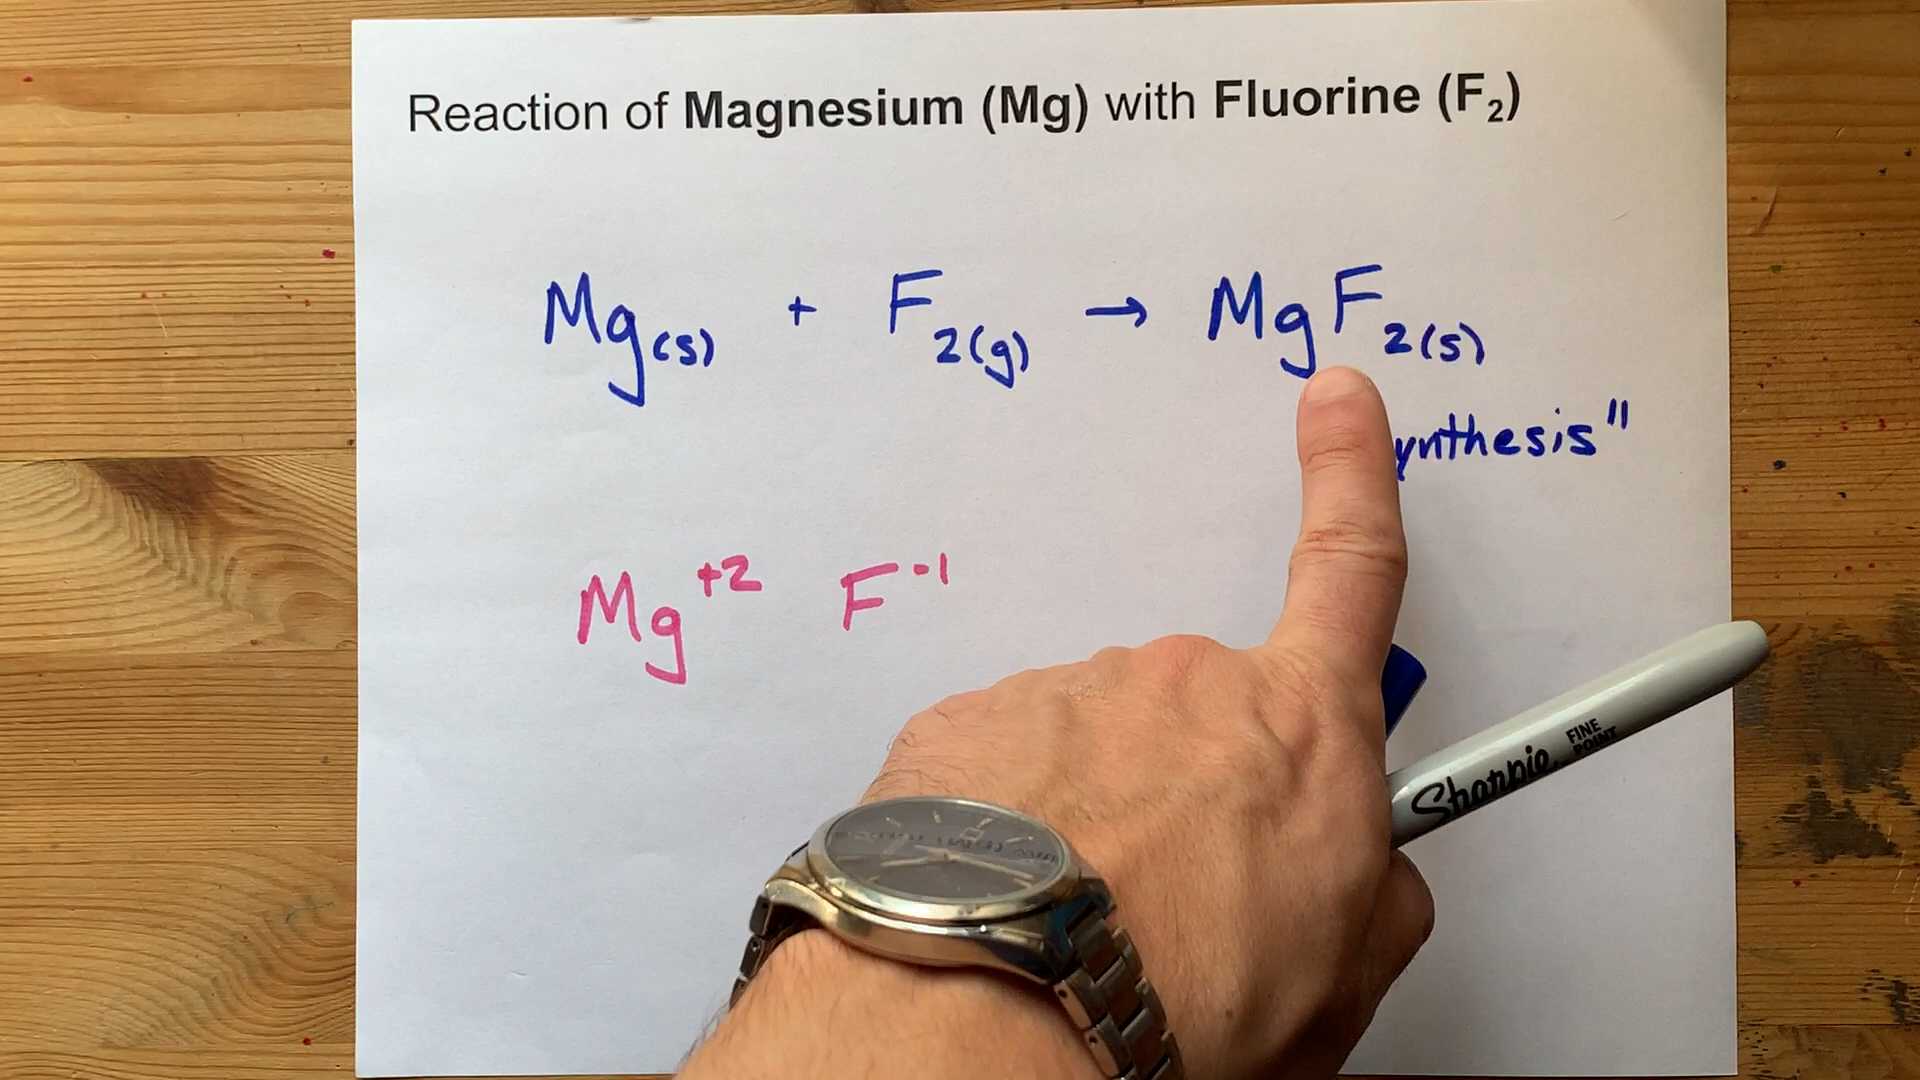 Reaction of Magnesium (Mg) with Fluorine (F₂)
Mg(s) + F₂(g) → MgF₂(s)
ynthesis"
Mg⁺² F⁻¹
Sharpie FINE POINT